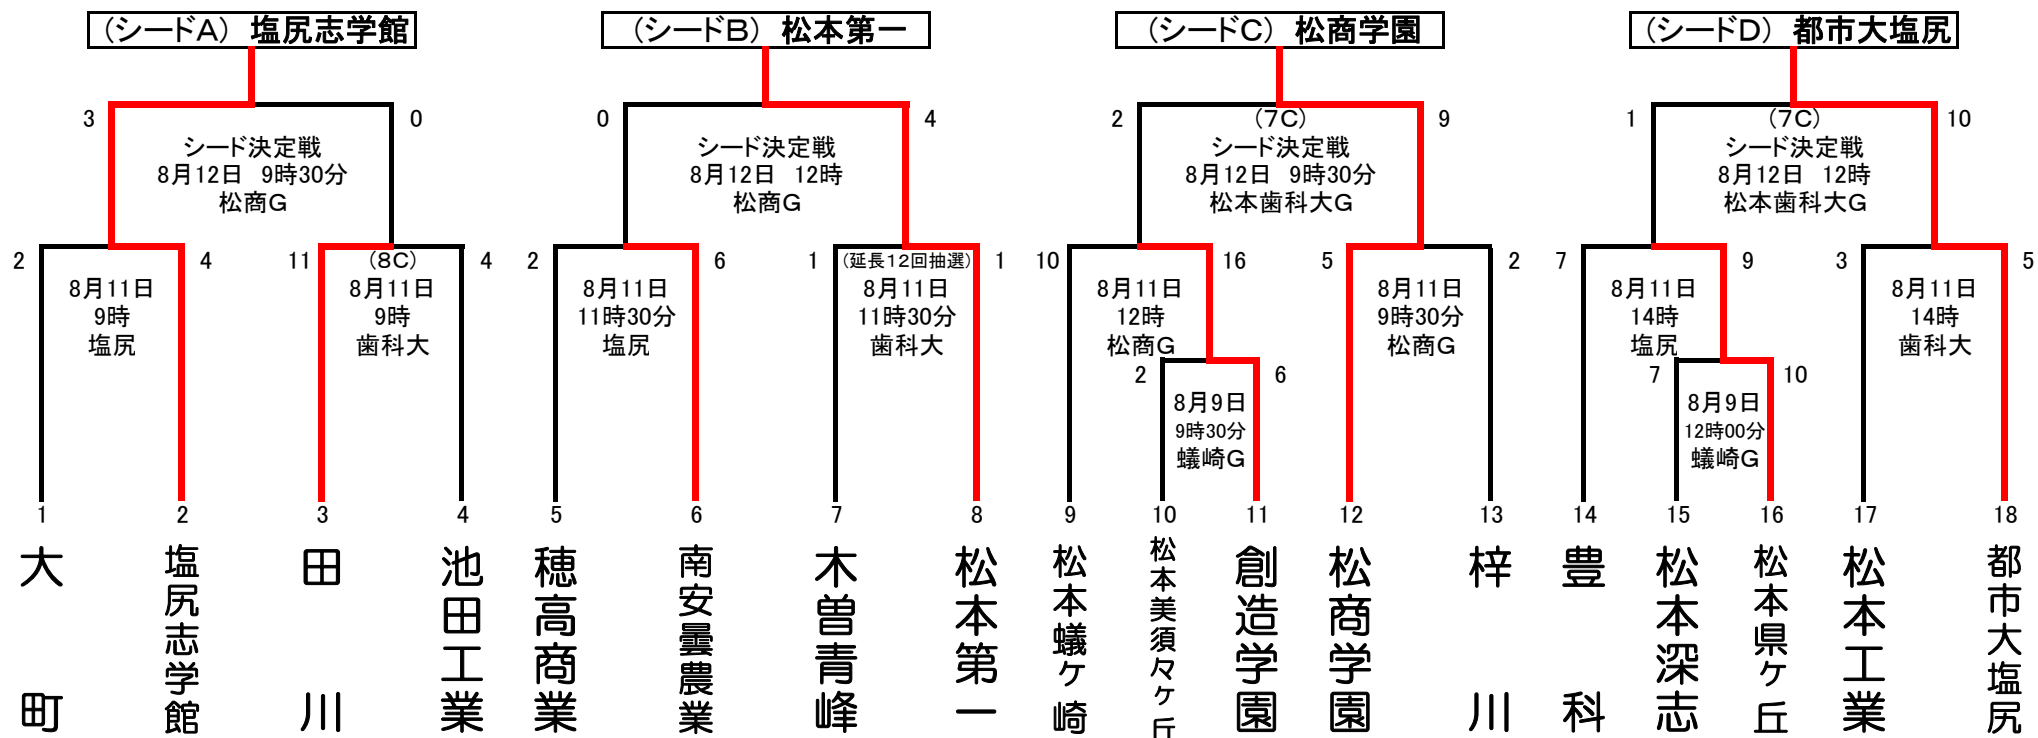 (シードA) 塩尻志学館
(シードB) 松本第一
(シードC) 松商学園
(シードD) 都市大塩尻
3
0
シード決定戦
8月12日 9時30分
松商G
0
4
シード決定戦
8月12日 12時
松商G
2
9
(7C)
シード決定戦
8月12日 9時30分
松本歯科大G
1
10
(7C)
シード決定戦
8月12日 12時
松本歯科大G
2
4
8月11日
9時
塩尻
11
4
(8C)
8月11日
9時
歯科大
2
6
8月11日
11時30分
塩尻
1
1
(延長12回抽選)
8月11日
11時30分
歯科大
10
16
8月11日
12時
松商G
2
6
8月9日
9時30分
蟻崎G
5
2
8月11日
9時30分
松商G
7
9
8月11日
14時
塩尻
7
10
8月9日
12時00分
蟻崎G
3
5
8月11日
14時
歯科大
1
大町
2
塩尻志学館
3
田川
4
池田工業
5
穂高商業
6
南安曇農業
7
木曽青峰
8
松本第一
9
松本蟻ケ崎
10
松本美須々ケ丘
11
創造学園
12
松商学園
13
梓川
14
豊科
15
松本深志
16
松本県ケ丘
17
松本工業
18
都市大塩尻